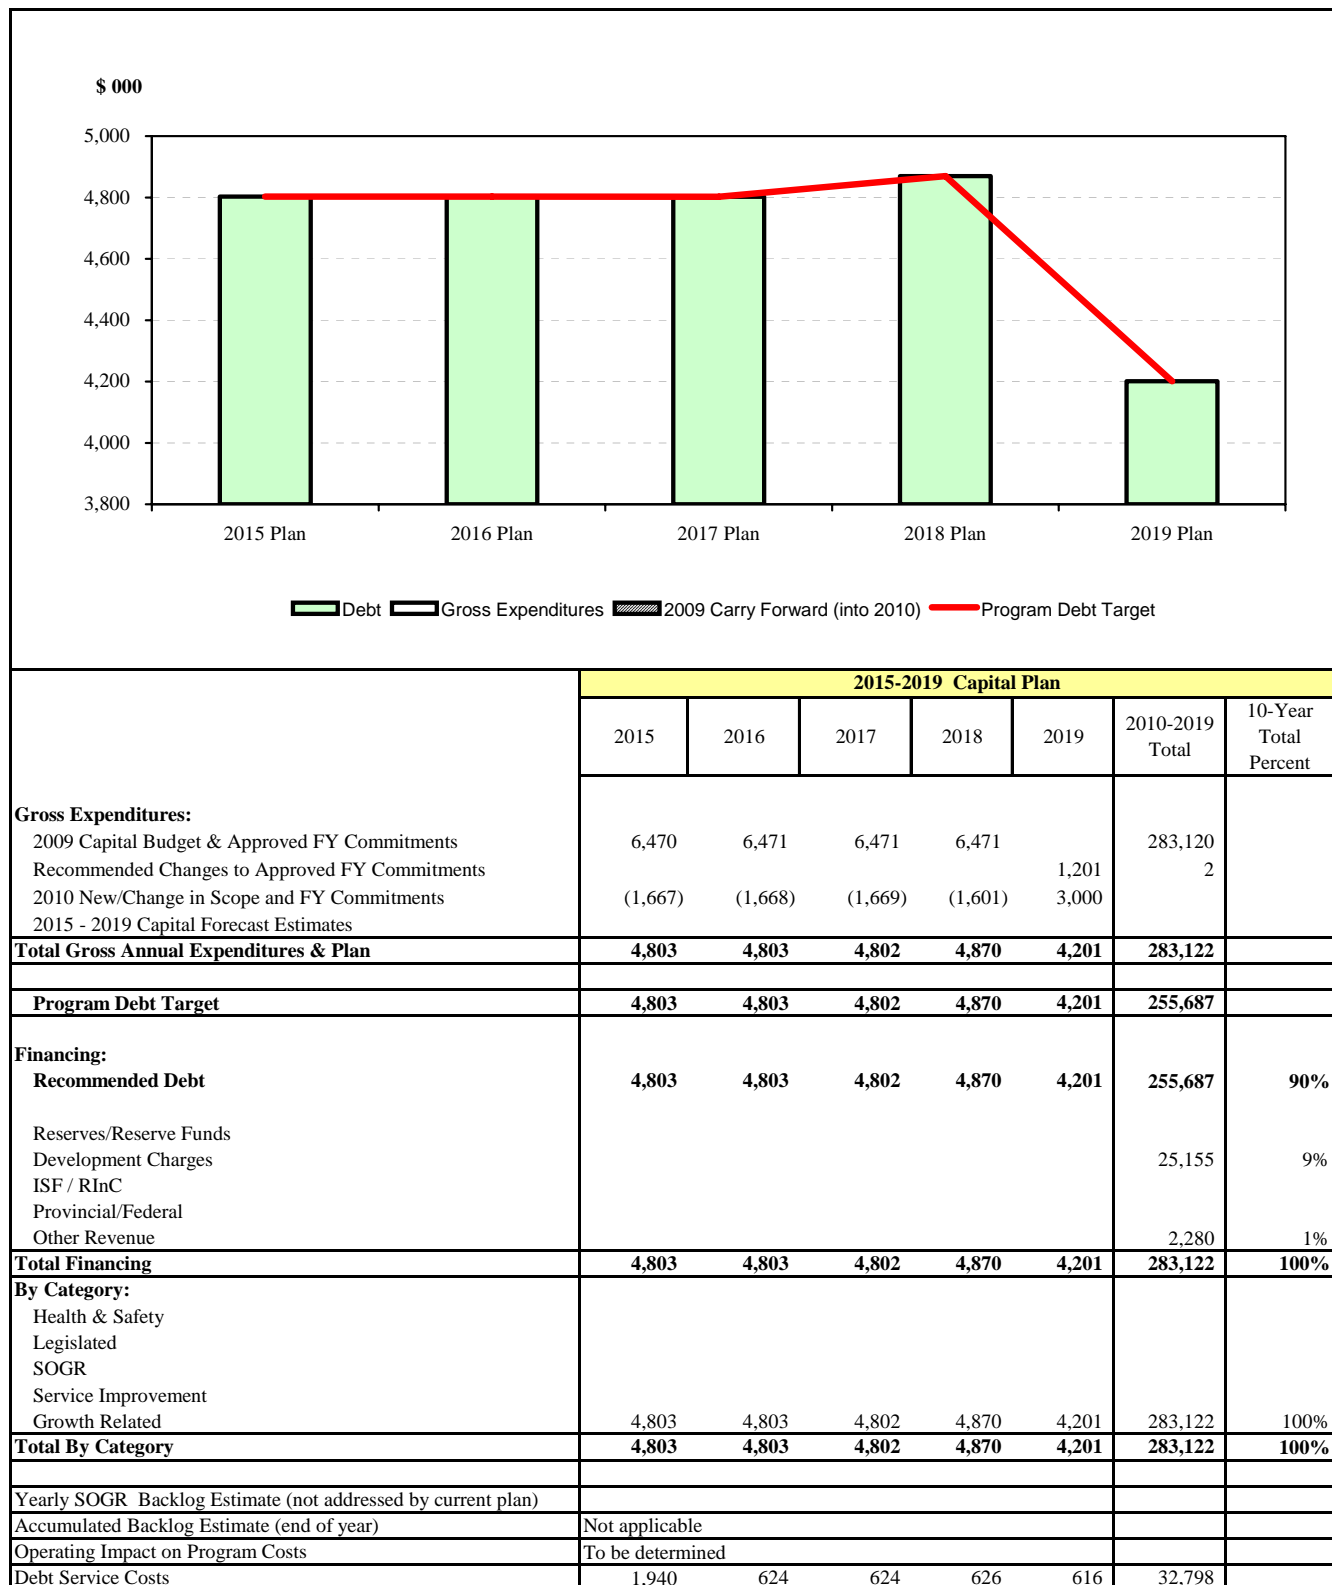 $ 000
5,000
4,800
4,600
4,400
4,200
4,000
3,800
2015 Plan 2016 Plan 2017 Plan 2018 Plan 2019 Plan
Debt Gross Expenditures 2009 Carry Forward (into 2010) Program Debt Target
2015-2019 Capital Plan
2015 2016 2017 2018 2019 2010-2019 Total 10-Year Total Percent
Gross Expenditures:
2009 Capital Budget & Approved FY Commitments 6,470 6,471 6,471 6,471 283,120
Recommended Changes to Approved FY Commitments 1,201 2
2010 New/Change in Scope and FY Commitments (1,667) (1,668) (1,669) (1,601) 3,000
2015 - 2019 Capital Forecast Estimates
Total Gross Annual Expenditures & Plan 4,803 4,803 4,802 4,870 4,201 283,122
Program Debt Target 4,803 4,803 4,802 4,870 4,201 255,687
Financing:
Recommended Debt 4,803 4,803 4,802 4,870 4,201 255,687 90%
Reserves/Reserve Funds
Development Charges 25,155 9%
ISF / RInC
Provincial/Federal
Other Revenue 2,280 1%
Total Financing 4,803 4,803 4,802 4,870 4,201 283,122 100%
By Category:
Health & Safety
Legislated
SOGR
Service Improvement
Growth Related 4,803 4,803 4,802 4,870 4,201 283,122 100%
Total By Category 4,803 4,803 4,802 4,870 4,201 283,122 100%
Yearly SOGR Backlog Estimate (not addressed by current plan)
Accumulated Backlog Estimate (end of year) Not applicable
Operating Impact on Program Costs To be determined
Debt Service Costs 1,940 624 624 626 616 32,798